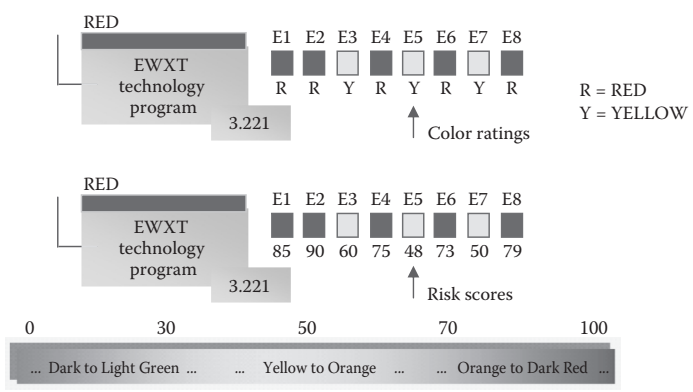 RED
E1 E2 E3 E4 E5 E6 E7 E8
EWXT
technology
program
3.221
R R Y R Y R Y R
Color ratings
R = RED
Y = YELLOW
RED
E1 E2 E3 E4 E5 E6 E7 E8
EWXT
technology
program
3.221
85 90 60 75 48 73 50 79
Risk scores
0 30 50 70 100
... Dark to Light Green ... ... Yellow to Orange ... ... Orange to Dark Red ...